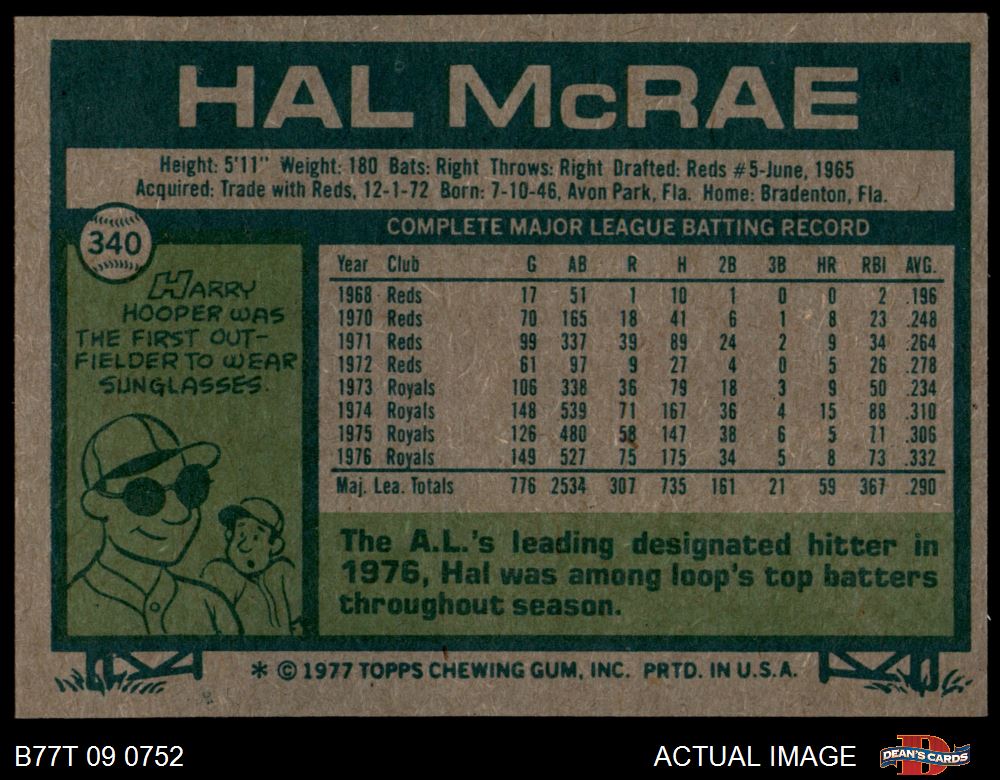 HAL McRAE
Height: 5'11" Weight: 180 Bats: Right Throws: Right Drafted: Reds #5-June, 1965
Acquired: Trade with Reds, 12-1-72 Born: 7-10-46, Avon Park, Fla. Home: Bradenton, Fla.
340
HARRY
HOOPER WAS
THE FIRST OUT-
FIELDER TO WEAR
SUNGLASSES.
COMPLETE MAJOR LEAGUE BATTING RECORD
Year Club G AB R H 2B 3B HR RBI AVG.
1968 Reds 17 51 1 10 1 0 0 2 .196
1970 Reds 70 165 18 41 6 1 8 23 .248
1971 Reds 99 337 39 89 24 2 9 34 .264
1972 Reds 61 97 9 27 4 0 5 26 .278
1973 Royals 106 338 36 79 18 3 9 50 .234
1974 Royals 148 539 71 167 36 4 15 88 .310
1975 Royals 126 480 58 147 38 6 5 71 .306
1976 Royals 149 527 75 175 34 5 8 73 .332
Maj. Lea. Totals 776 2534 307 735 161 21 59 367 .290
The A.L.'s leading designated hitter in
1976, Hal was among loop's top batters
throughout season.
* © 1977 TOPPS CHEWING GUM, INC. PRTD. IN U.S.A.
B77T 09 0752
ACTUAL IMAGE
D
DEAN'S CARDS